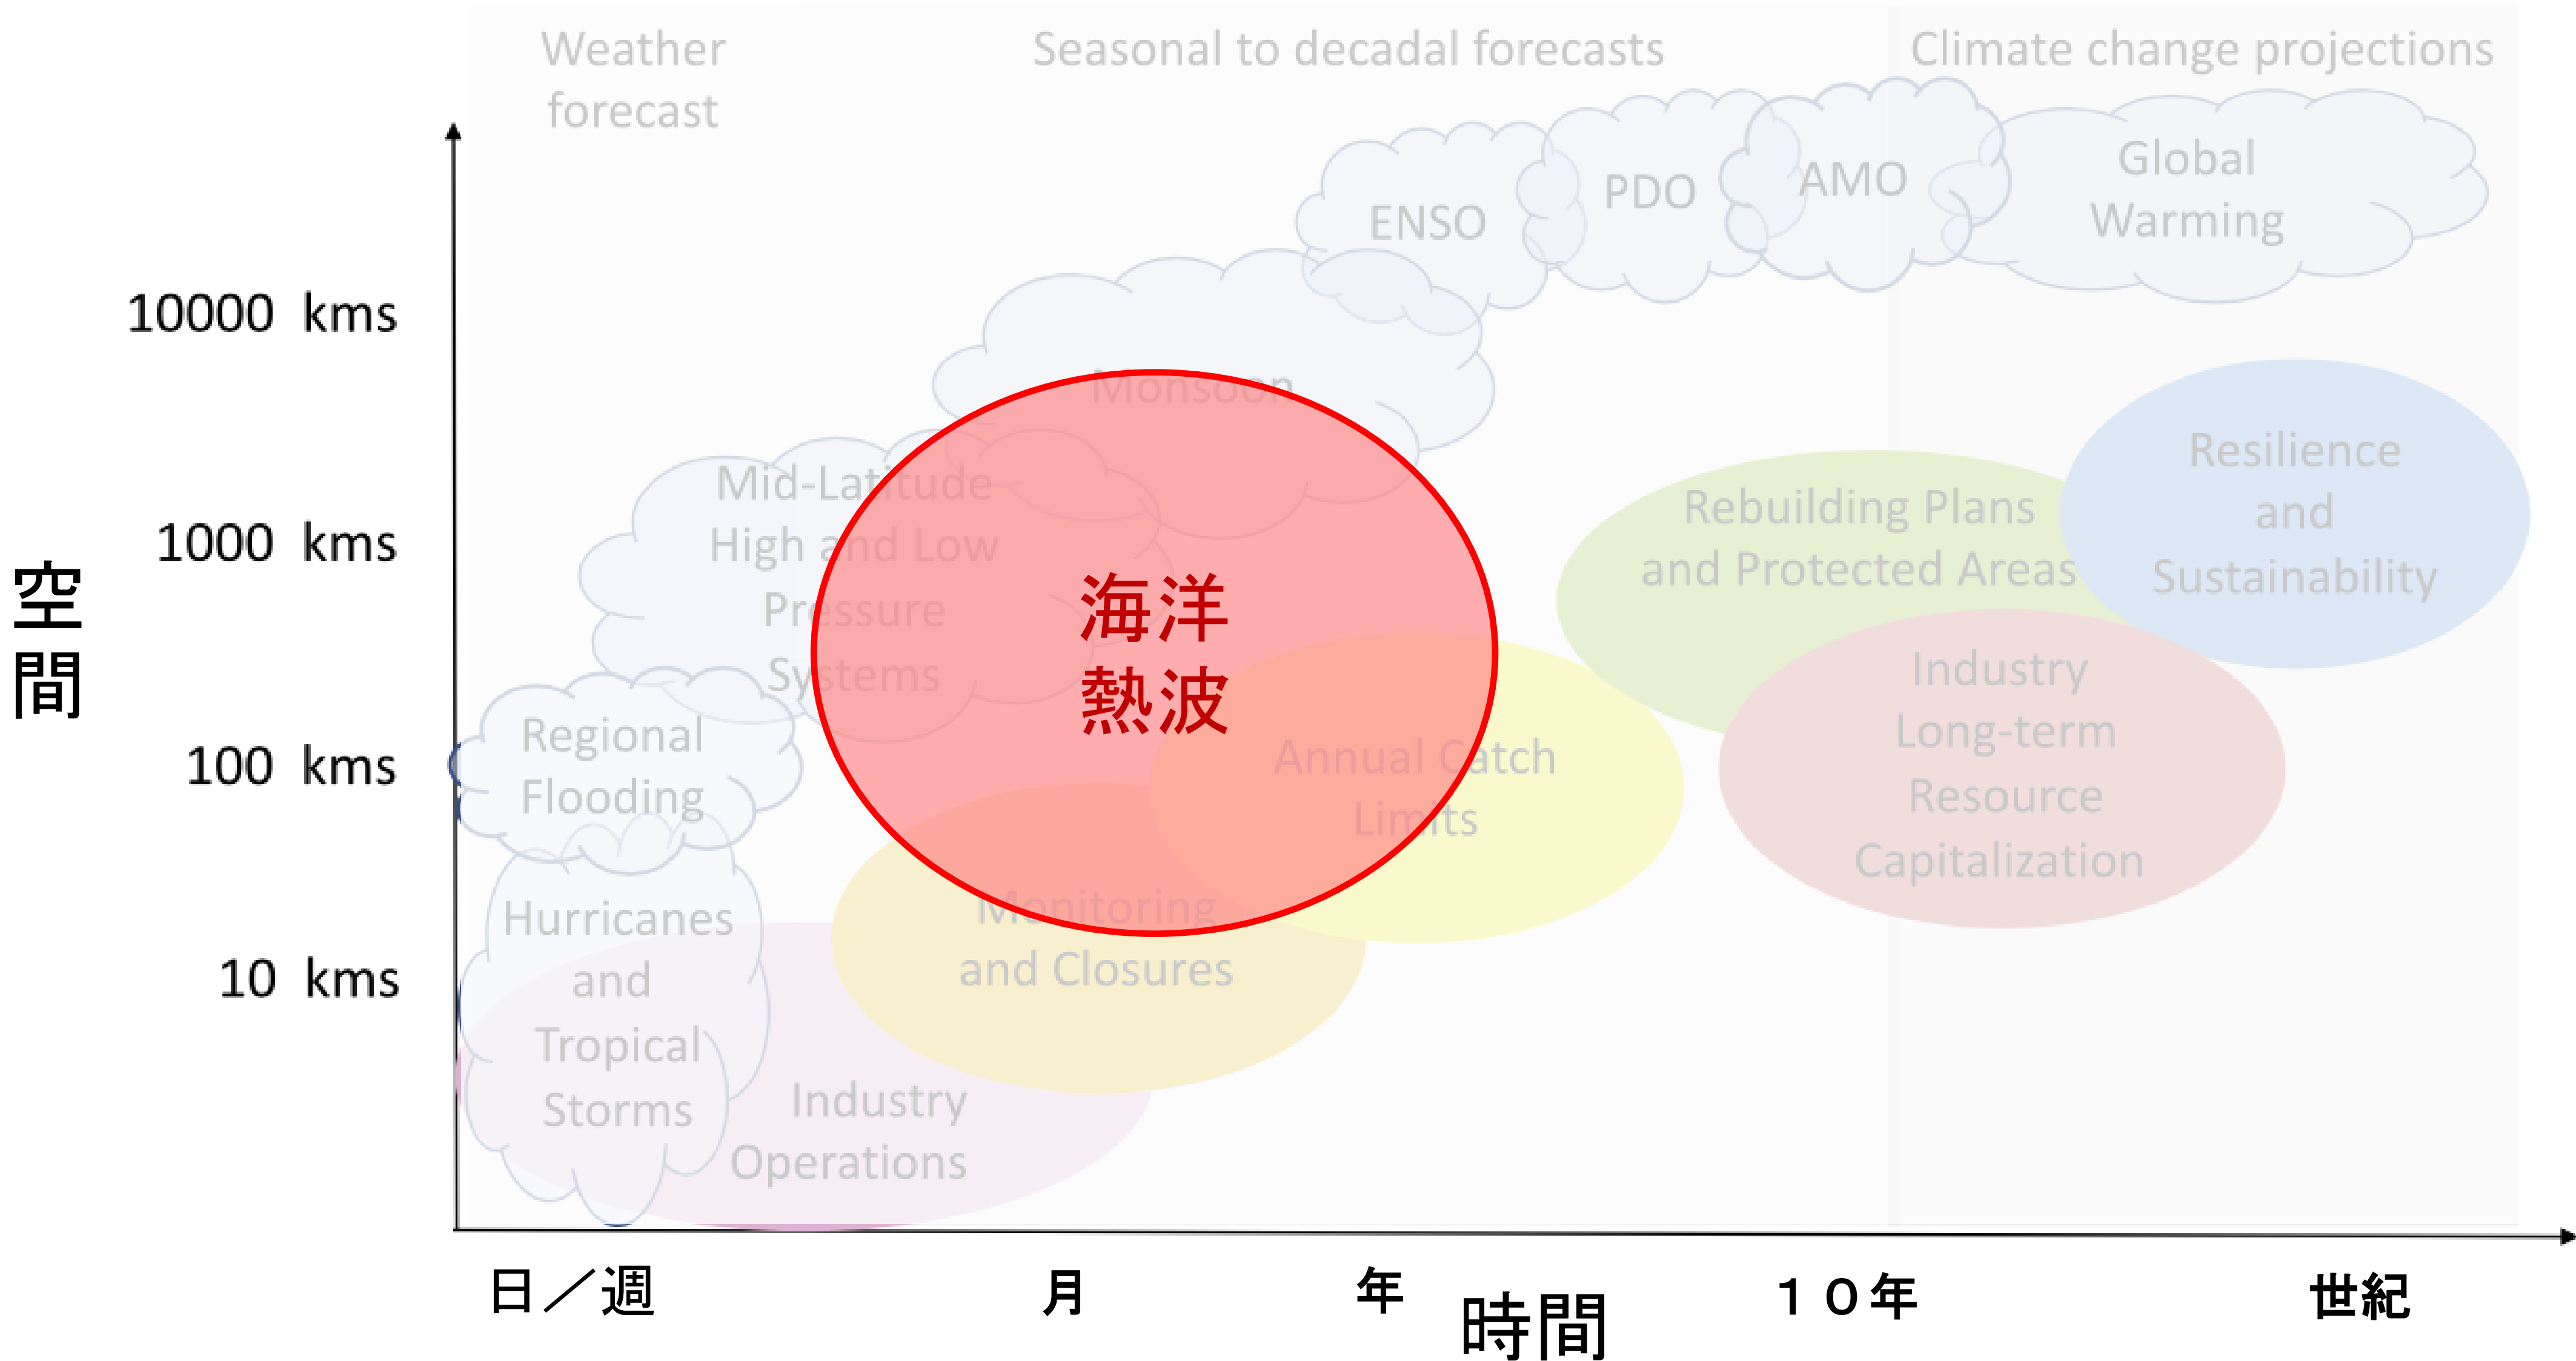 Weather
forecast
Seasonal to decadal forecasts
Climate change projections
ENSO
PDO
AMO
Global
Warming
10000 kms
1000 kms
100 kms
10 kms
空
間
Monsoon
Mid-Latitude
High and Low
Pressure
Systems
海洋
熱波
Rebuilding Plans
and Protected Areas
Resilience
and
Sustainability
Regional
Flooding
Annual Catch
Limits
Industry
Long-term
Resource
Capitalization
Hurricanes
and
Tropical
Storms
Monitoring
and Closures
Industry
Operations
日／週
月
年
時間
１０年
世紀